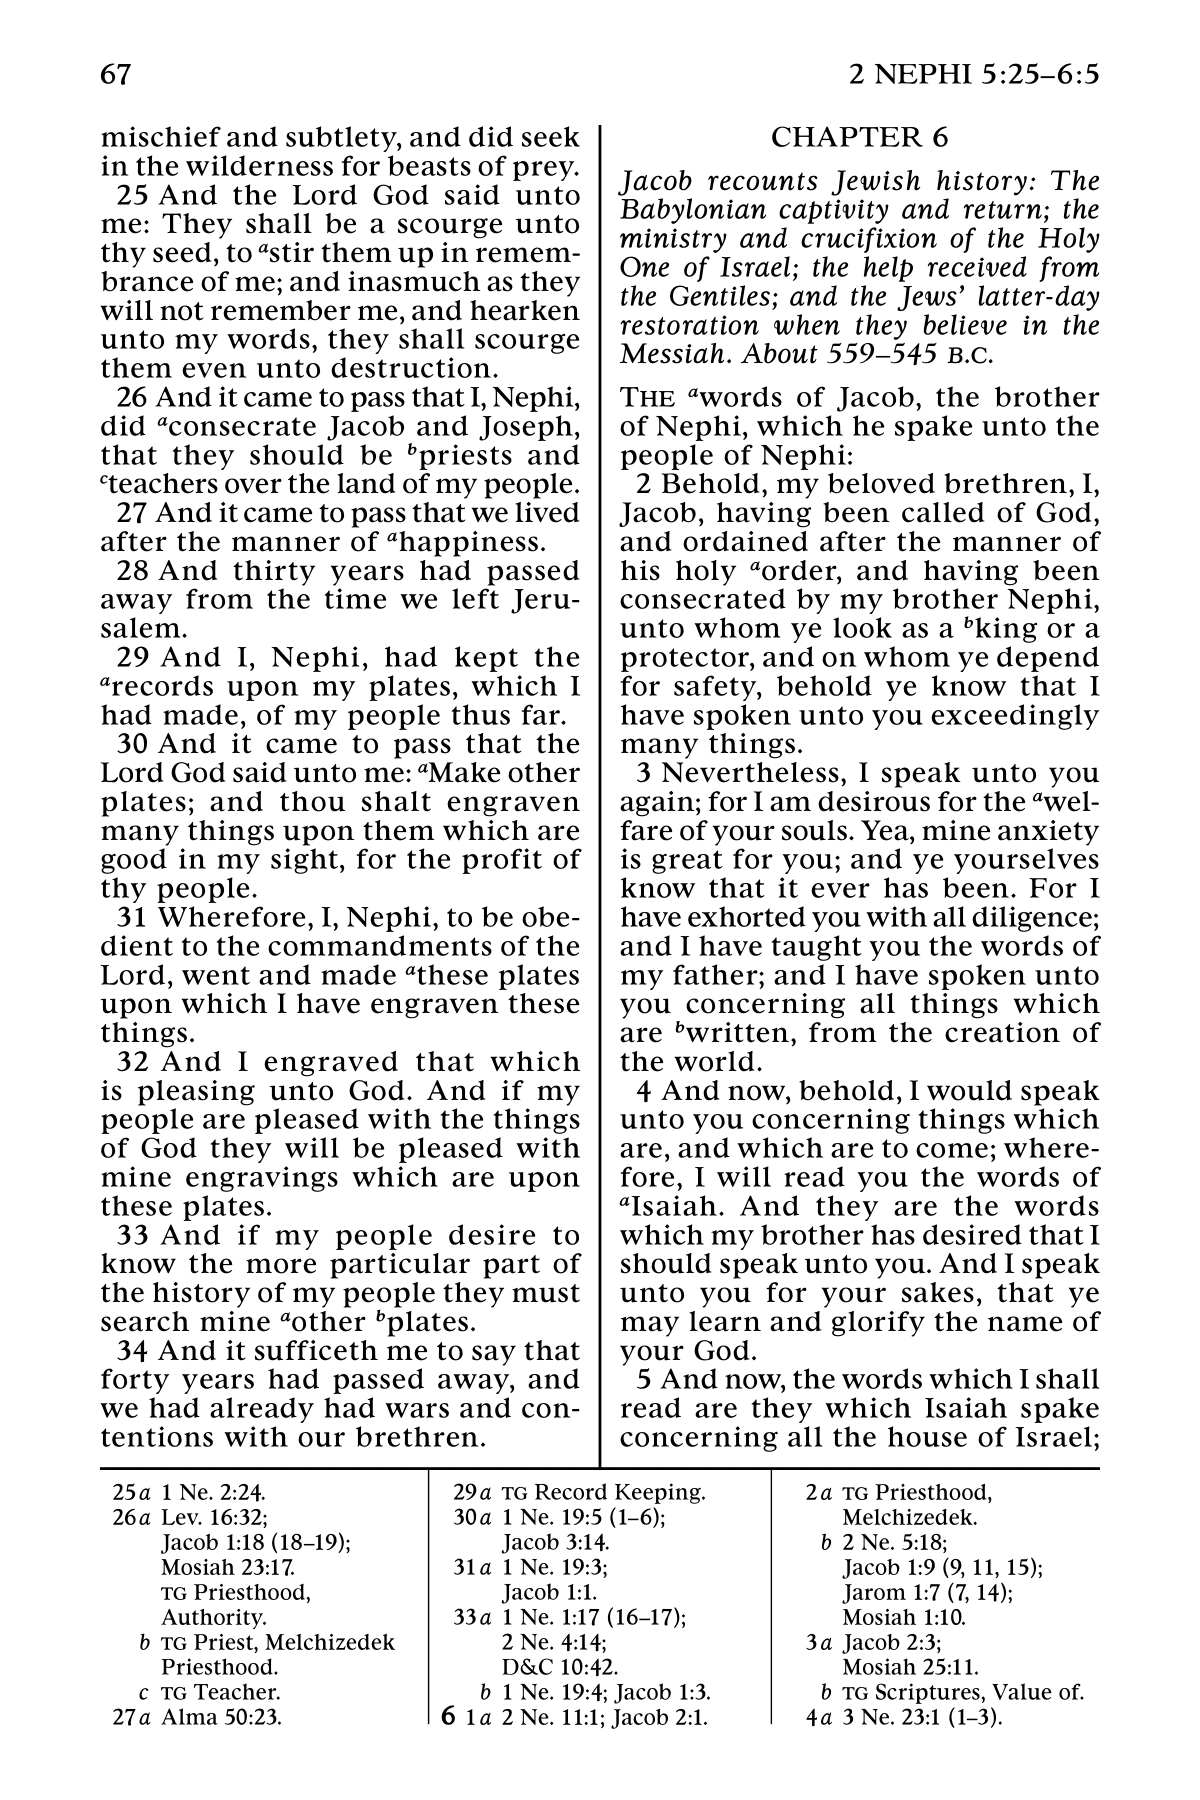 67
2 NEPHI 5:25–6:5
mischief and subtlety, and did seek
in the wilderness for beasts of prey.
25 And the Lord God said unto
me: They shall be a scourge unto
thy seed, to astir them up in remem-
brance of me; and inasmuch as they
will not remember me, and hearken
unto my words, they shall scourge
them even unto destruction.
26 And it came to pass that I, Nephi,
did aconsecrate Jacob and Joseph,
that they should be bpriests and
cteachers over the land of my people.
27 And it came to pass that we lived
after the manner of ahappiness.
28 And thirty years had passed
away from the time we left Jeru-
salem.
29 And I, Nephi, had kept the
arecords upon my plates, which I
had made, of my people thus far.
30 And it came to pass that the
Lord God said unto me: aMake other
plates; and thou shalt engraven
many things upon them which are
good in my sight, for the profit of
thy people.
31 Wherefore, I, Nephi, to be obe-
dient to the commandments of the
Lord, went and made athese plates
upon which I have engraven these
things.
32 And I engraved that which
is pleasing unto God. And if my
people are pleased with the things
of God they will be pleased with
mine engravings which are upon
these plates.
33 And if my people desire to
know the more particular part of
the history of my people they must
search mine aother bplates.
34 And it sufficeth me to say that
forty years had passed away, and
we had already had wars and con-
tentions with our brethren.
CHAPTER 6
Jacob recounts Jewish history: The
Babylonian captivity and return; the
ministry and crucifixion of the Holy
One of Israel; the help received from
the Gentiles; and the Jews’ latter-day
restoration when they believe in the
Messiah. About 559–545 B.C.
THE awords of Jacob, the brother
of Nephi, which he spake unto the
people of Nephi:
2 Behold, my beloved brethren, I,
Jacob, having been called of God,
and ordained after the manner of
his holy aorder, and having been
consecrated by my brother Nephi,
unto whom ye look as a bking or a
protector, and on whom ye depend
for safety, behold ye know that I
have spoken unto you exceedingly
many things.
3 Nevertheless, I speak unto you
again; for I am desirous for the awel-
fare of your souls. Yea, mine anxiety
is great for you; and ye yourselves
know that it ever has been. For I
have exhorted you with all diligence;
and I have taught you the words of
my father; and I have spoken unto
you concerning all things which
are bwritten, from the creation of
the world.
4 And now, behold, I would speak
unto you concerning things which
are, and which are to come; where-
fore, I will read you the words of
aIsaiah. And they are the words
which my brother has desired that I
should speak unto you. And I speak
unto you for your sakes, that ye
may learn and glorify the name of
your God.
5 And now, the words which I shall
read are they which Isaiah spake
concerning all the house of Israel;
25a 1 Ne. 2:24.
26a Lev. 16:32;
Jacob 1:18 (18–19);
Mosiah 23:17.
TG Priesthood,
Authority.
b TG Priest, Melchizedek
Priesthood.
c TG Teacher.
27a Alma 50:23.
29a TG Record Keeping.
30a 1 Ne. 19:5 (1–6);
Jacob 3:14.
31a 1 Ne. 19:3;
Jacob 1:1.
33a 1 Ne. 1:17 (16–17);
2 Ne. 4:14;
D&C 10:42.
b 1 Ne. 19:4; Jacob 1:3.
6 1a 2 Ne. 11:1; Jacob 2:1.
2a TG Priesthood,
Melchizedek.
b 2 Ne. 5:18;
Jacob 1:9 (9, 11, 15);
Jarom 1:7 (7, 14);
Mosiah 1:10.
3a Jacob 2:3;
Mosiah 25:11.
b TG Scriptures, Value of.
4a 3 Ne. 23:1 (1–3).